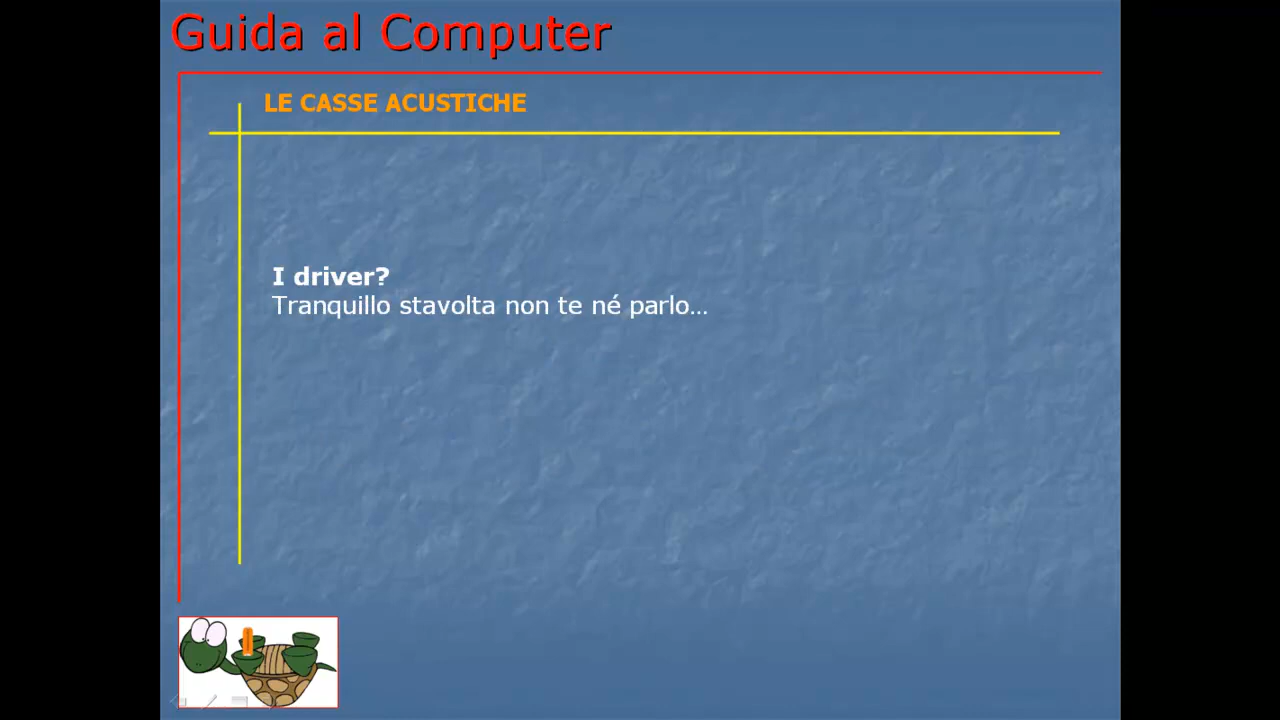 Guida al Computer
LE CASSE ACUSTICHE
I driver?
Tranquillo stavolta non te né parlo...